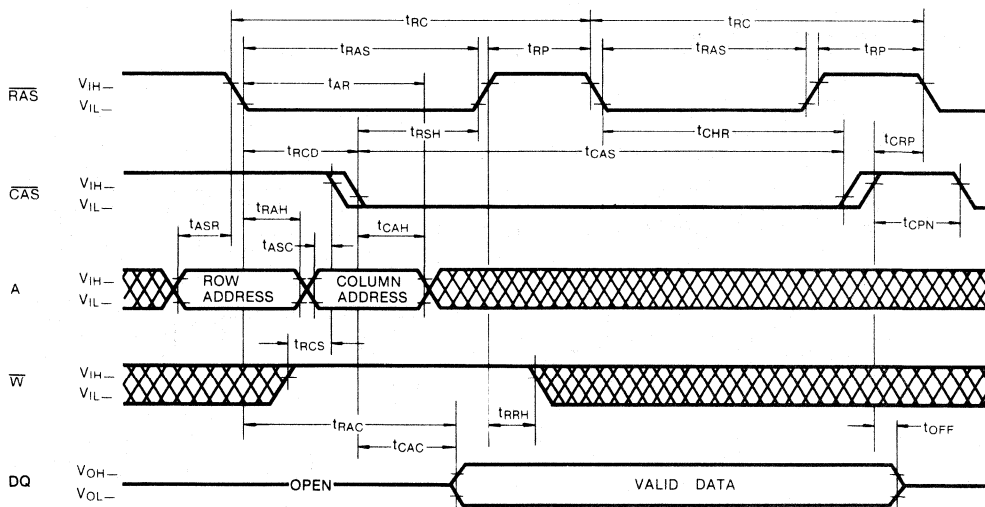 tRC tRC
tRAS tRP tRAS tRP
RAS VIH— tAR
VIL—
tRSH tCHR
tRCD tCAS tCRP
CAS VIH—
VIL—
tASR tRAH tASC tCAH tCPN
A VIH— ROW ADDRESS COLUMN ADDRESS
VIL—
tRCS
W VIH—
VIL—
tRAC tRRH tOFF
tCAC
DQ VOH— OPEN VALID DATA
VOL—